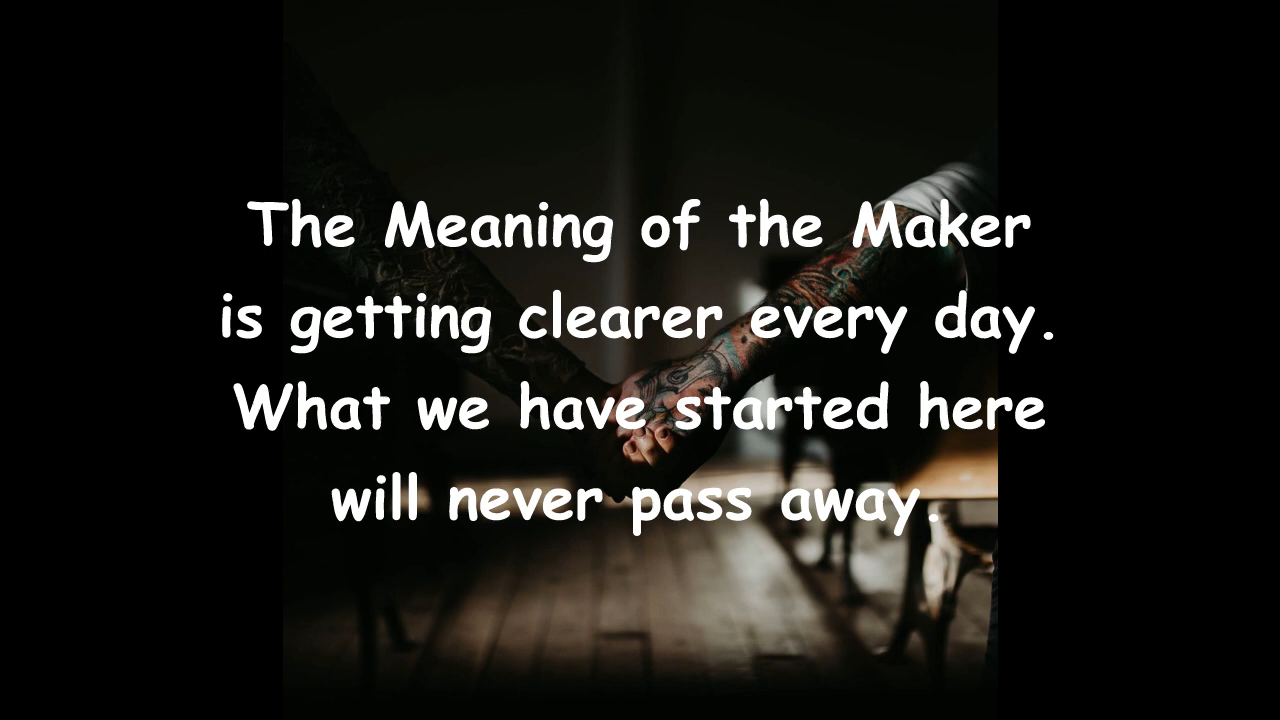 The Meaning of the Maker
is getting clearer every day.
What we have started here
will never pass away.